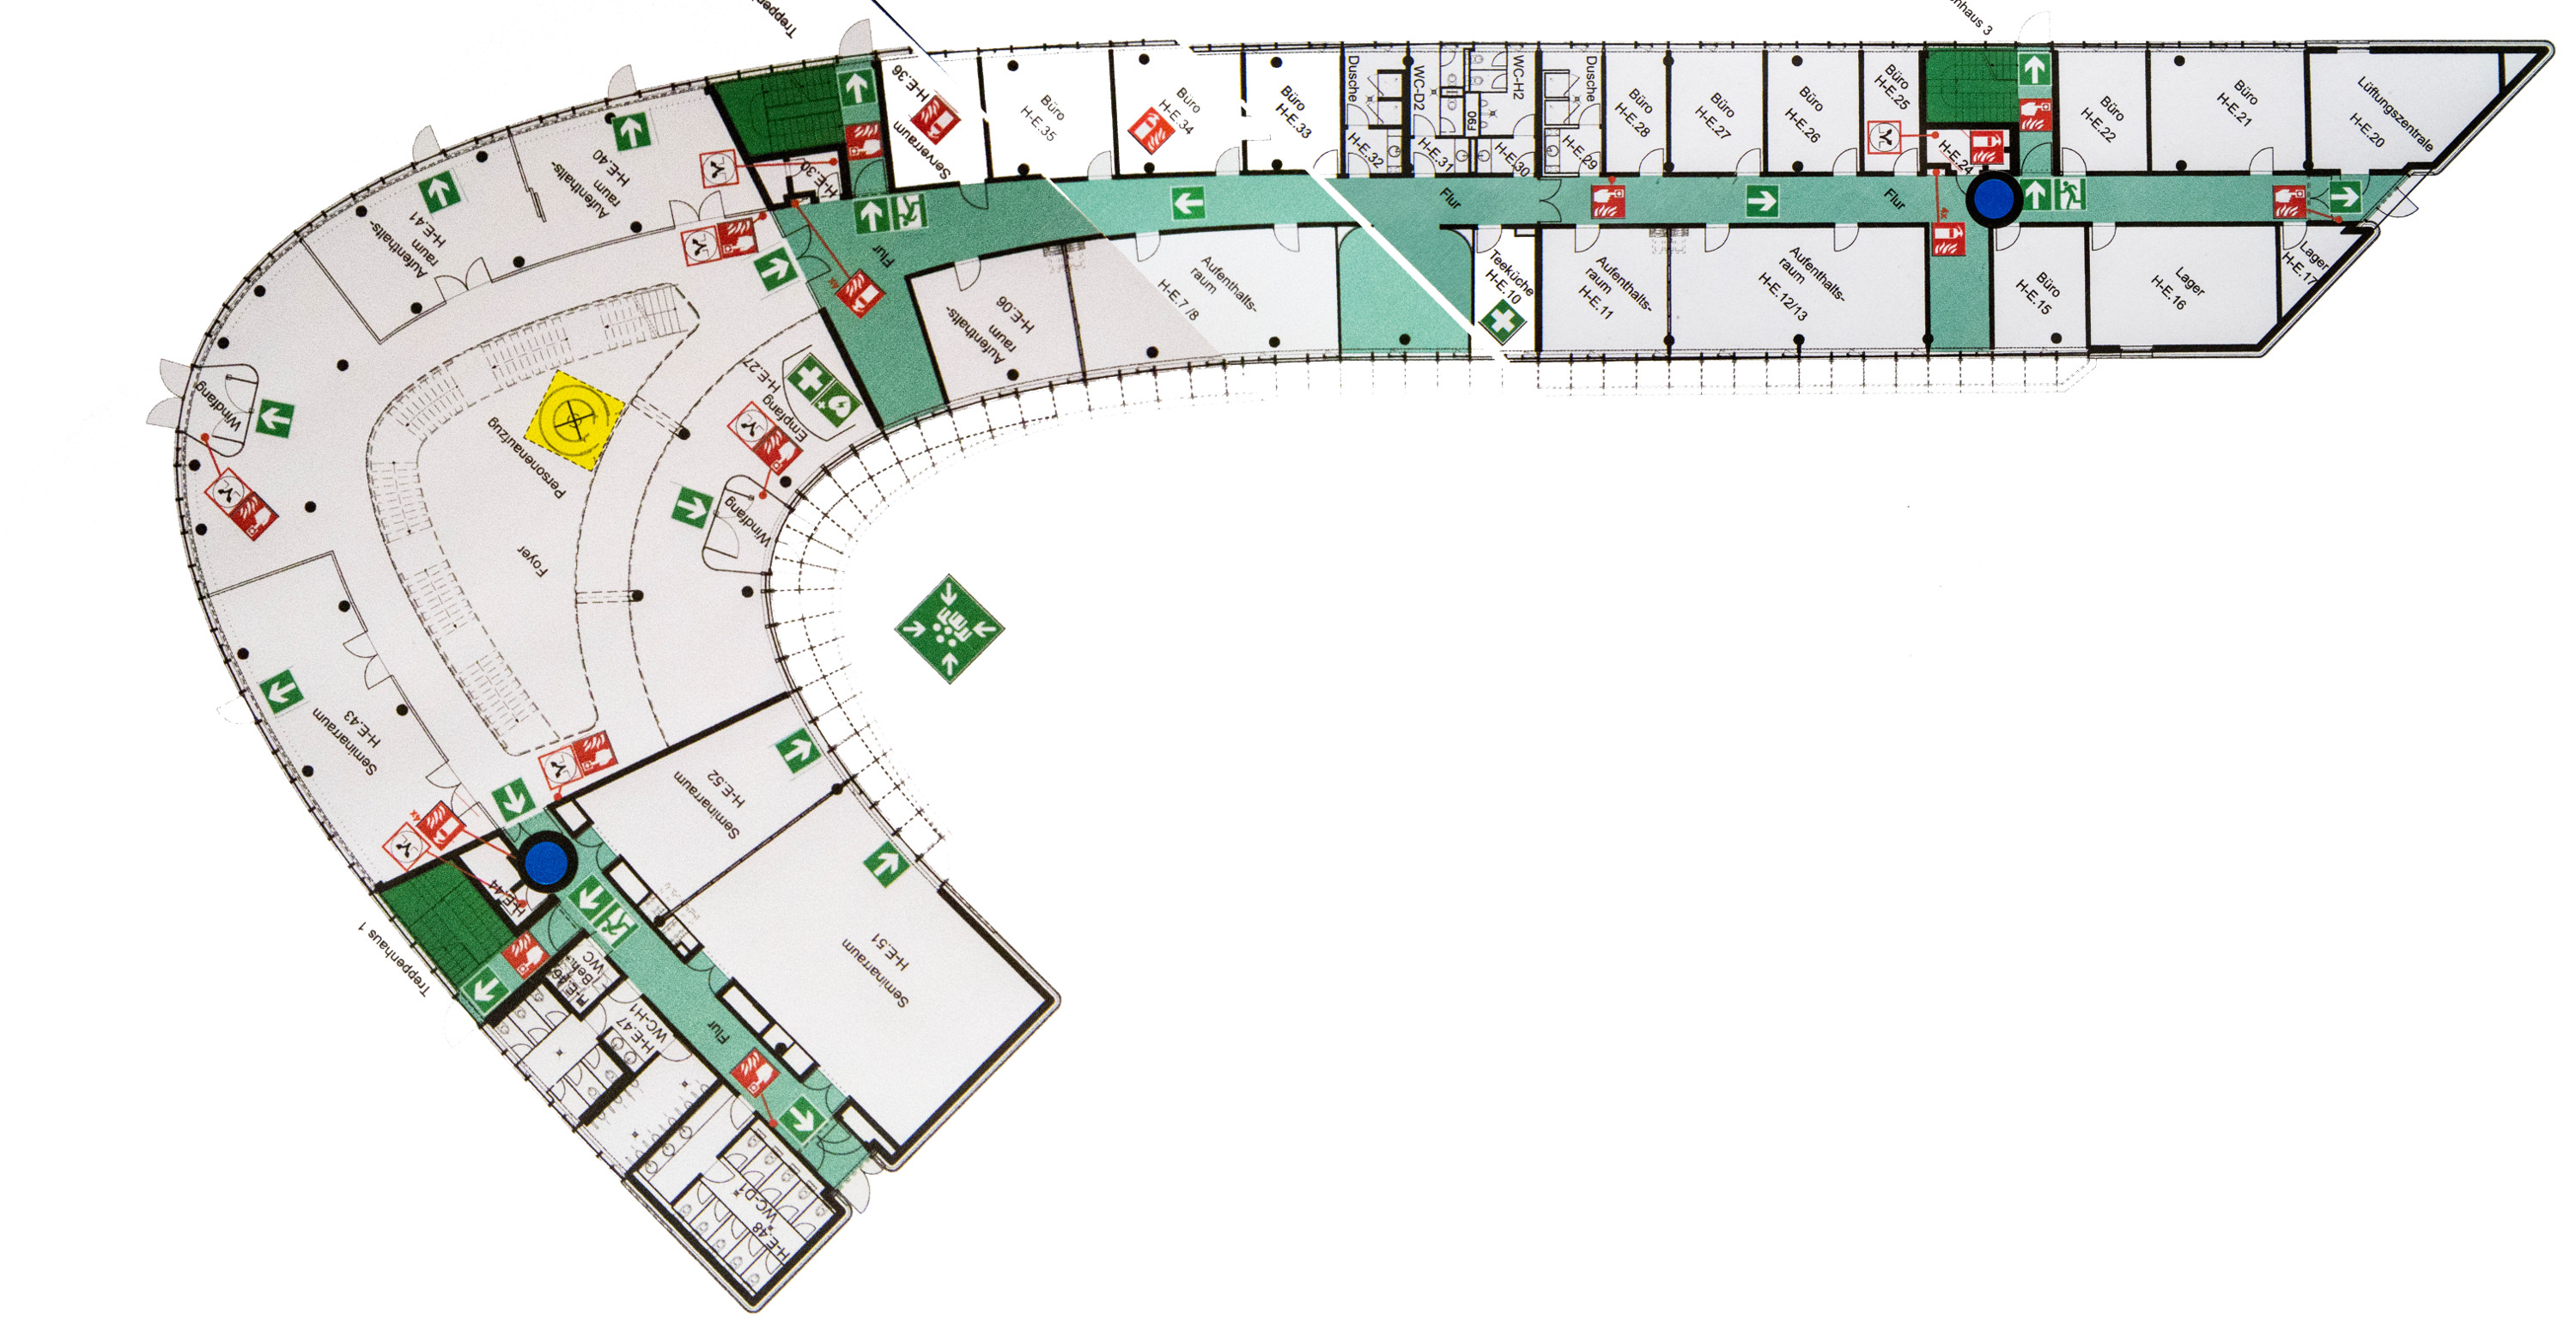 nhaus 3
H-E.36
Serverraum
Büro
H-E.35
Büro
H-E.34
Büro
H-E.33
Dusche
H-E.32
WC-D2
H-E.31
F90
WC-H2
H-E.30
Dusche
H-E.29
Büro
H-E.28
Büro
H-E.27
Büro
H-E.26
Büro
H-E.25
H-E.24
Büro
H-E.22
Büro
H-E.21
Lüftungszentrale
H-E.20
Flur
Flur
Flur
4x
4x
Aufenthalts-
raum
H-E.06
Aufenthalts-
raum
H-E.7 /8
Teeküche
H-E.10
Aufenthalts-
raum
H-E.11
Aufenthalts-
raum
H-E.12/13
Büro
H-E.15
Lager
H-E.16
Lager
H-E.17
Aufenthalts-
raum
H-E.40
Aufenthalts-
raum
H-E.41
Windfang
Personenaufzug
Foyer
Empfang H-E.27
Windfang
Seminarraum
H-E.43
Seminarraum
H-E.52
Seminarraum
H-E.51
4x
H-E.44
Treppenhaus 1
WC
Beh.
H-E.47
WC-H1
Flur
WC-D1
H-E.48